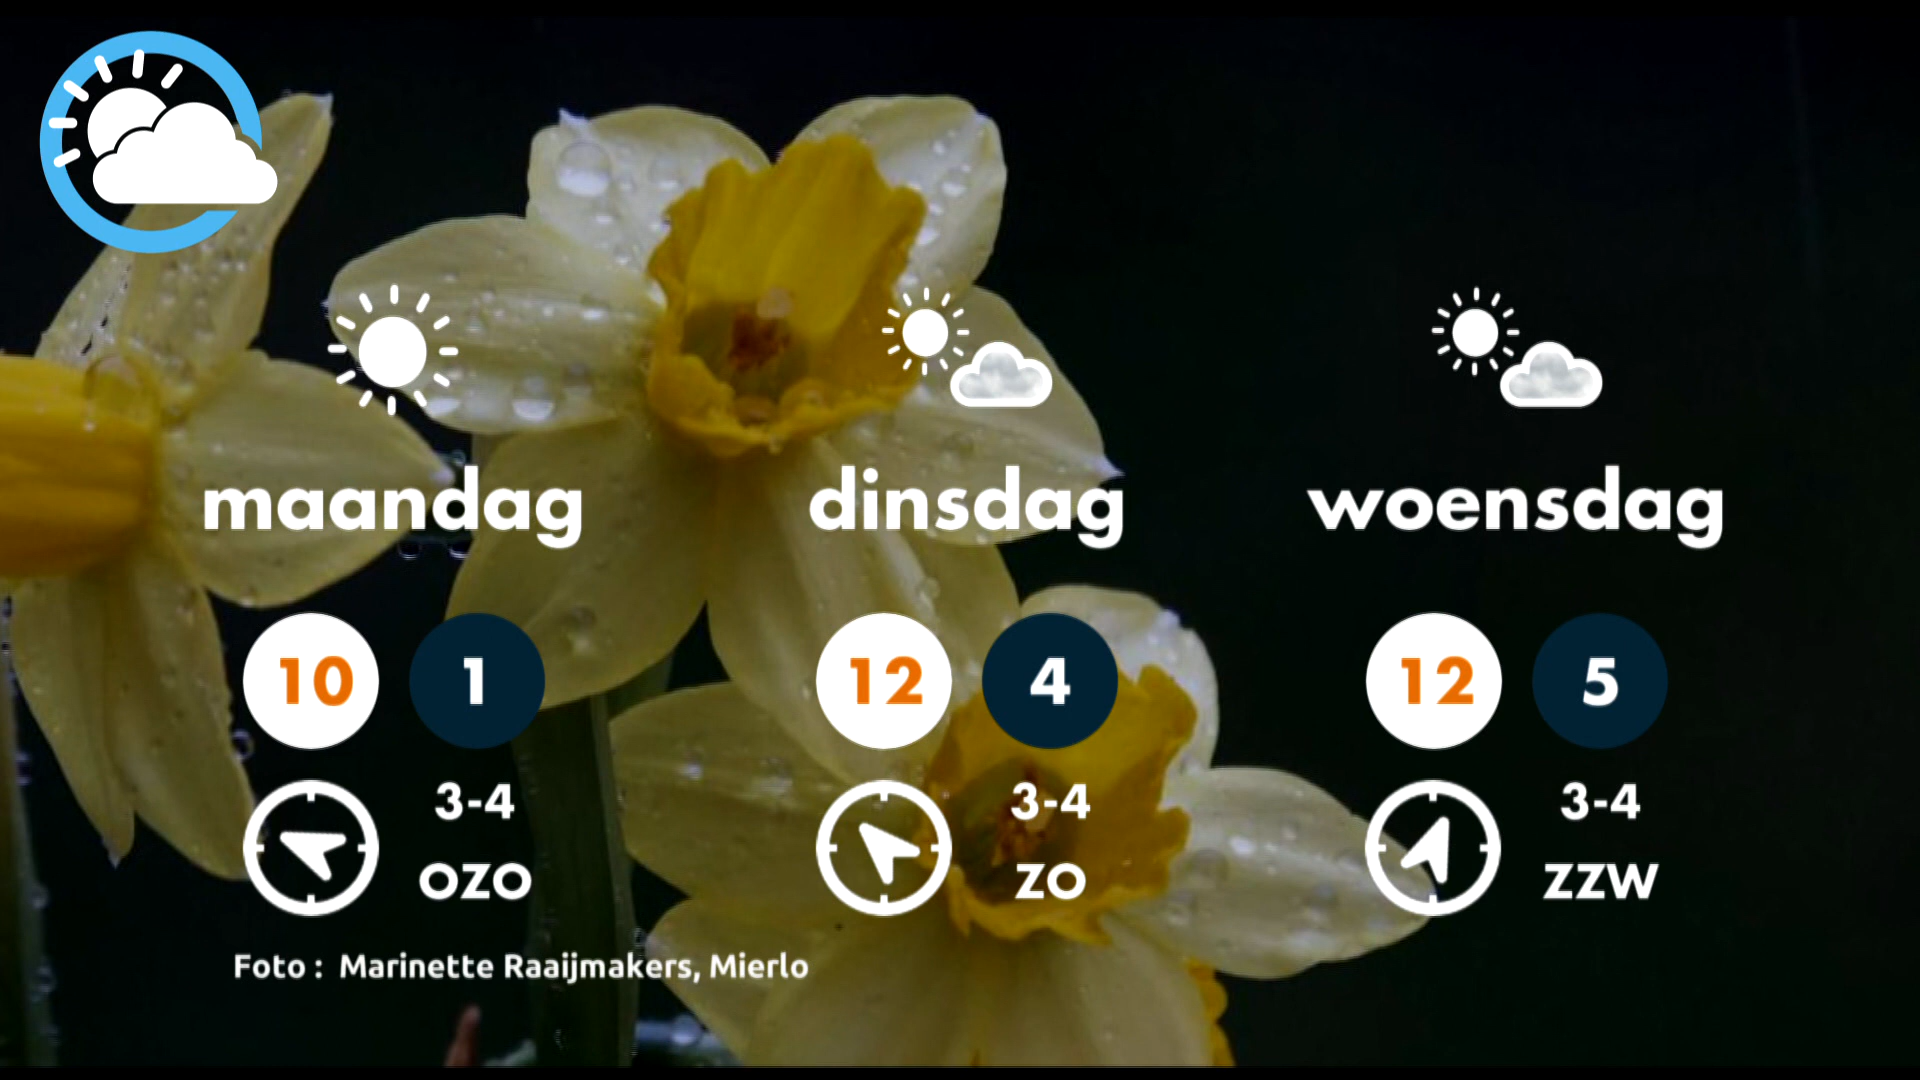 maandag
dinsdag
woensdag
10
1
12
4
12
5
3-4
OZO
3-4
ZO
3-4
ZZW
Foto : Marinette Raaijmakers, Mierlo